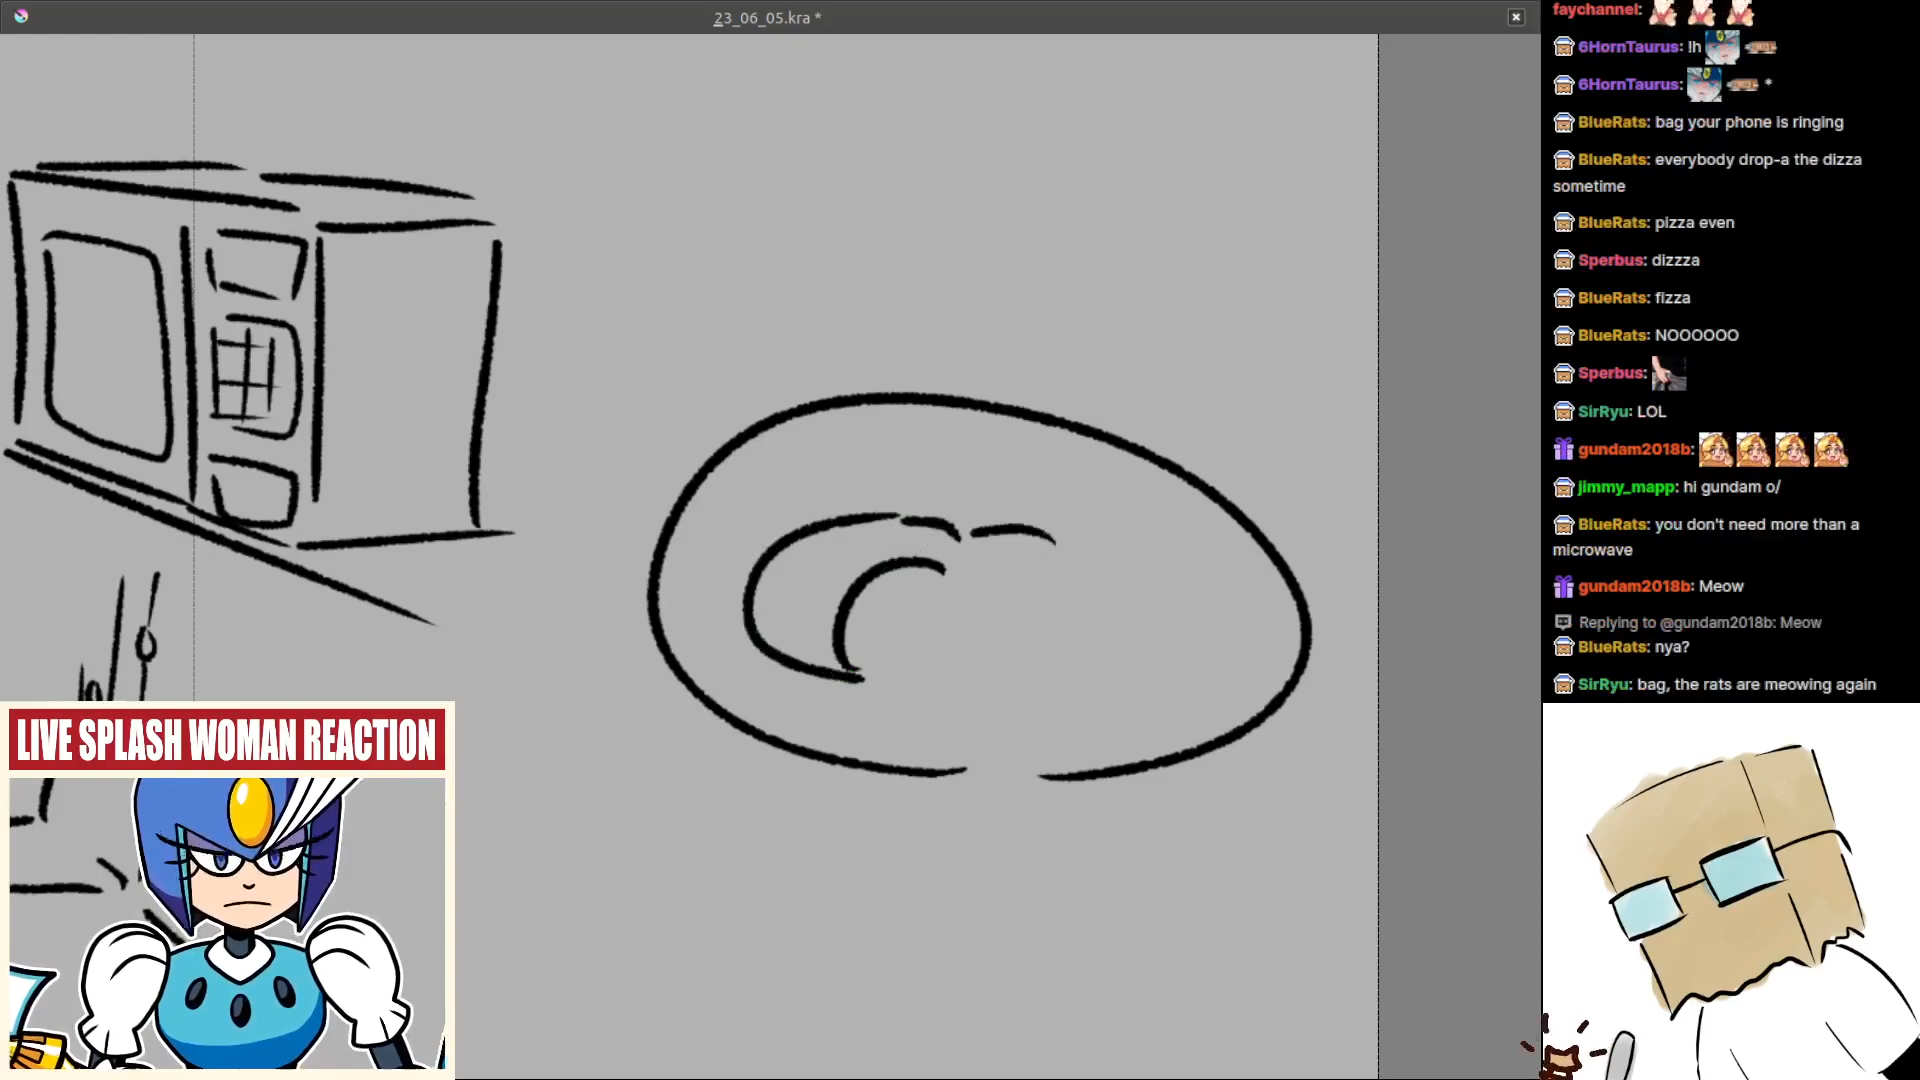 23_06_05.kra *
faychannel:
6HornTaurus: !h
6HornTaurus: *
BlueRats: bag your phone is ringing
BlueRats: everybody drop-a the dizza
sometime
BlueRats: pizza even
Sperbus: dizzza
BlueRats: fizza
BlueRats: NOOOOOO
Sperbus:
SirRyu: LOL
gundam2018b:
jimmy_mapp: hi gundam o/
BlueRats: you don't need more than a
microwave
gundam2018b: Meow
Replying to @gundam2018b: Meow
BlueRats: nya?
SirRyu: bag, the rats are meowing again
LIVE SPLASH WOMAN REACTION